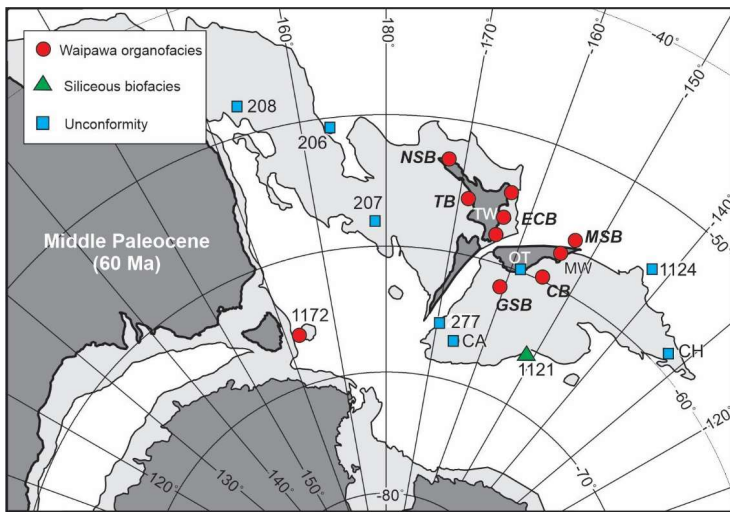 Waipawa organofacies
Siliceous biofacies
Unconformity
160°
180°
-170°
-160°
-40°
-150°
208
206
NSB
TB
TW
ECB
207
MSB
-140°
-50°
Middle Paleocene
(60 Ma)
OT
MW
1124
GSB
CB
1172
277
CA
1121
CH
-60°
-120°
120°
130°
140°
150°
-70°
-80°